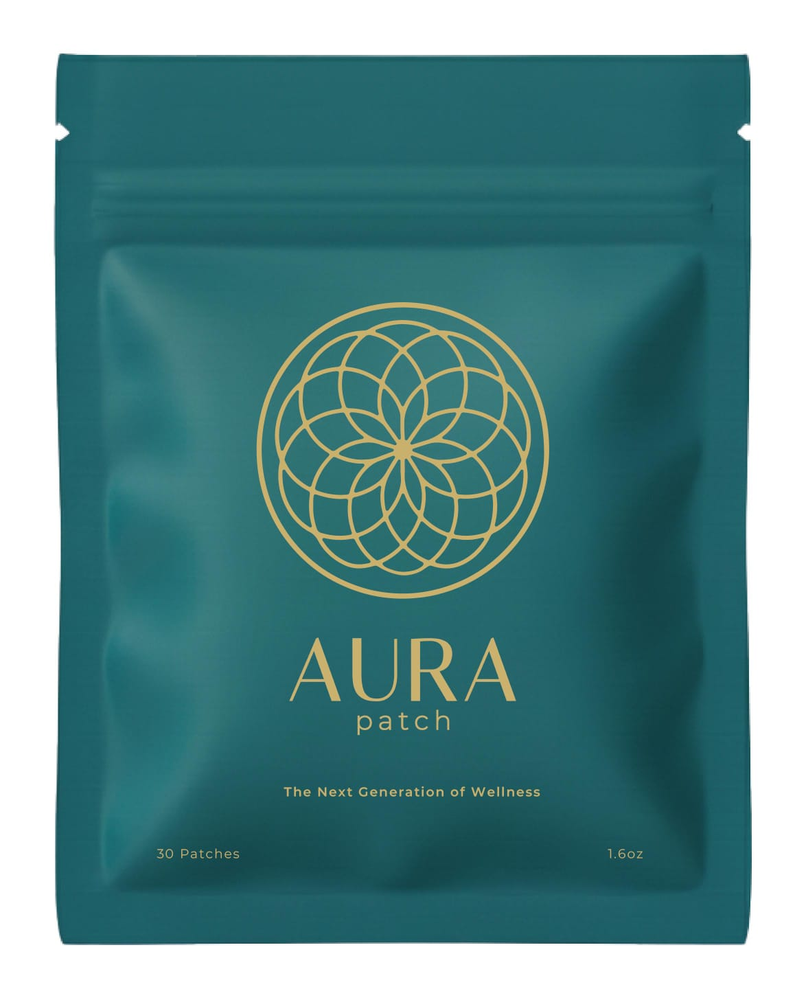 AURA
patch
The Next Generation of Wellness
30 Patches
1.6oz